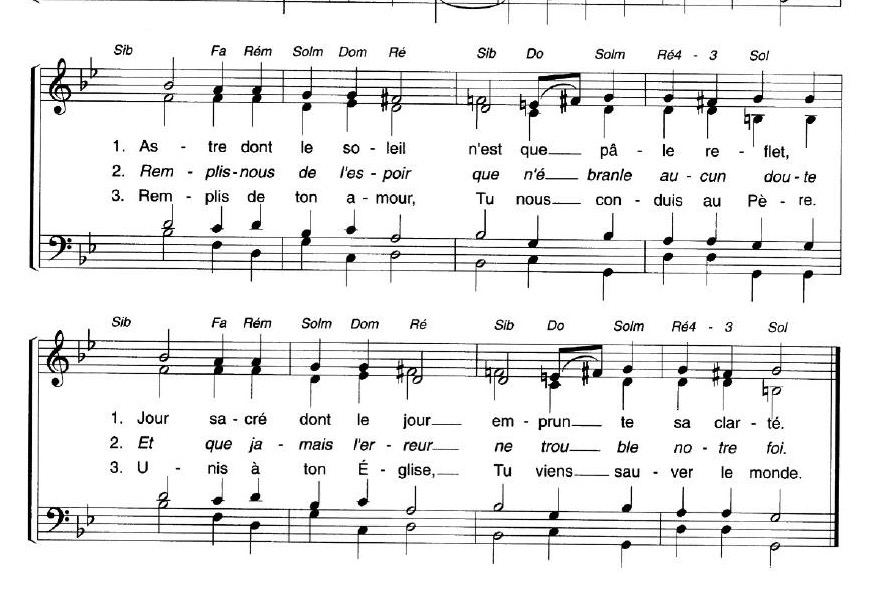 Sib Fa Rém Solm Dom Ré Sib Do Solm Ré4 - 3 Sol
1. As - tre dont le so - leil n'est que pâ - le re - flet,
2. Rem - plis-nous de l'es - poir que n'é branle au - cun dou - te
3. Rem - plis de ton a - mour, Tu nous con - duis au Pè - re.
Sib Fa Rém Solm Dom Ré Sib Do Solm Ré4 - 3 Sol
1. Jour sa - cré dont le jour em - prun te sa clar - té.
2. Et que ja - mais l'er - reur ne trou ble no - tre foi.
3. U - nis à ton É - glise, Tu viens sau - ver le monde.